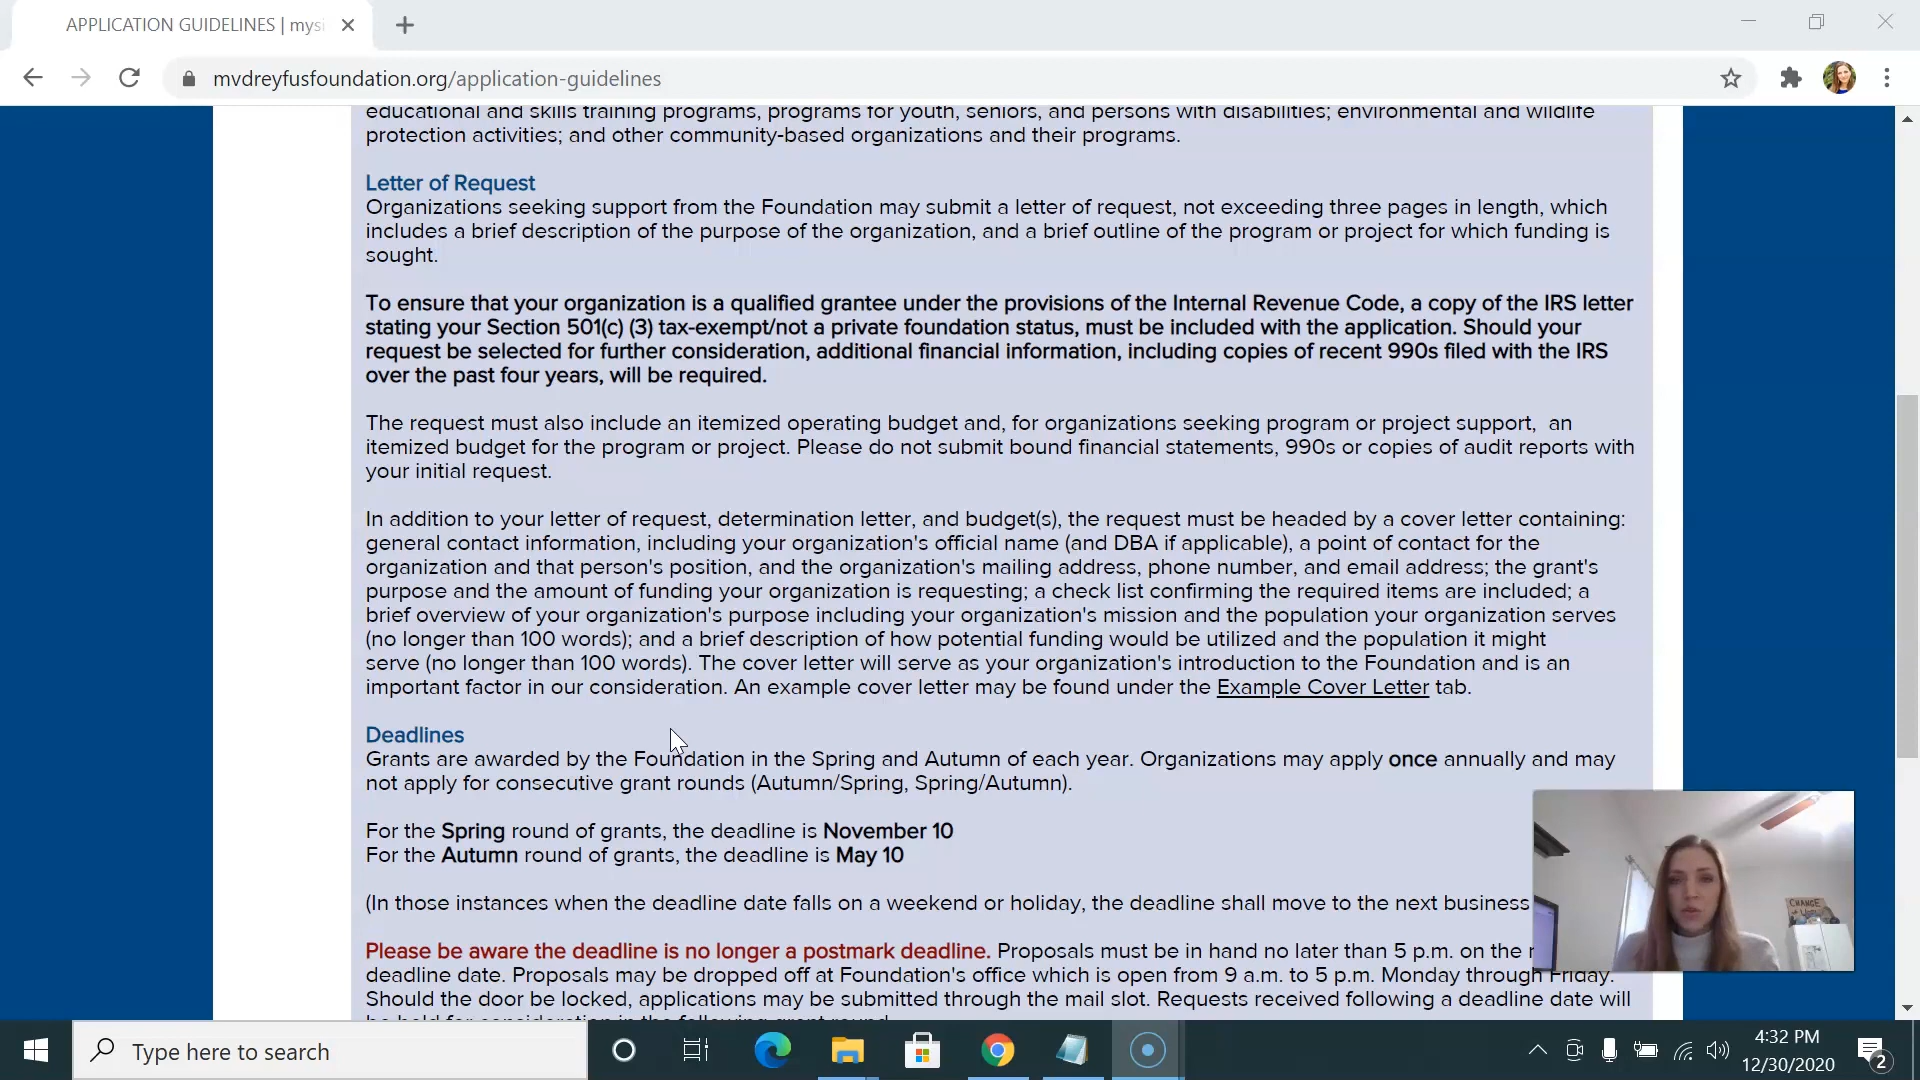 APPLICATION GUIDELINES | mysi
mvdreyfusfoundation.org/application-guidelines
educational and skills training programs, programs for youth, seniors, and persons with disabilities; environmental and wildlife
protection activities; and other community-based organizations and their programs.
Letter of Request
Organizations seeking support from the Foundation may submit a letter of request, not exceeding three pages in length, which
includes a brief description of the purpose of the organization, and a brief outline of the program or project for which funding is
sought.
To ensure that your organization is a qualified grantee under the provisions of the Internal Revenue Code, a copy of the IRS letter
stating your Section 501(c) (3) tax-exempt/not a private foundation status, must be included with the application. Should your
request be selected for further consideration, additional financial information, including copies of recent 990s filed with the IRS
over the past four years, will be required.
The request must also include an itemized operating budget and, for organizations seeking program or project support, an
itemized budget for the program or project. Please do not submit bound financial statements, 990s or copies of audit reports with
your initial request.
In addition to your letter of request, determination letter, and budget(s), the request must be headed by a cover letter containing:
general contact information, including your organization's official name (and DBA if applicable), a point of contact for the
organization and that person's position, and the organization's mailing address, phone number, and email address; the grant's
purpose and the amount of funding your organization is requesting; a check list confirming the required items are included; a
brief overview of your organization's purpose including your organization's mission and the population your organization serves
(no longer than 100 words); and a brief description of how potential funding would be utilized and the population it might
serve (no longer than 100 words). The cover letter will serve as your organization's introduction to the Foundation and is an
important factor in our consideration. An example cover letter may be found under the Example Cover Letter tab.
Deadlines
Grants are awarded by the Foundation in the Spring and Autumn of each year. Organizations may apply once annually and may
not apply for consecutive grant rounds (Autumn/Spring, Spring/Autumn).
For the Spring round of grants, the deadline is November 10
For the Autumn round of grants, the deadline is May 10
(In those instances when the deadline date falls on a weekend or holiday, the deadline shall move to the next business
Please be aware the deadline is no longer a postmark deadline. Proposals must be in hand no later than 5 p.m. on the
deadline date. Proposals may be dropped off at Foundation's office which is open from 9 a.m. to 5 p.m. Monday through Friday.
Should the door be locked, applications may be submitted through the mail slot. Requests received following a deadline date will
CHANGE
Type here to search
4:32 PM
12/30/2020
2